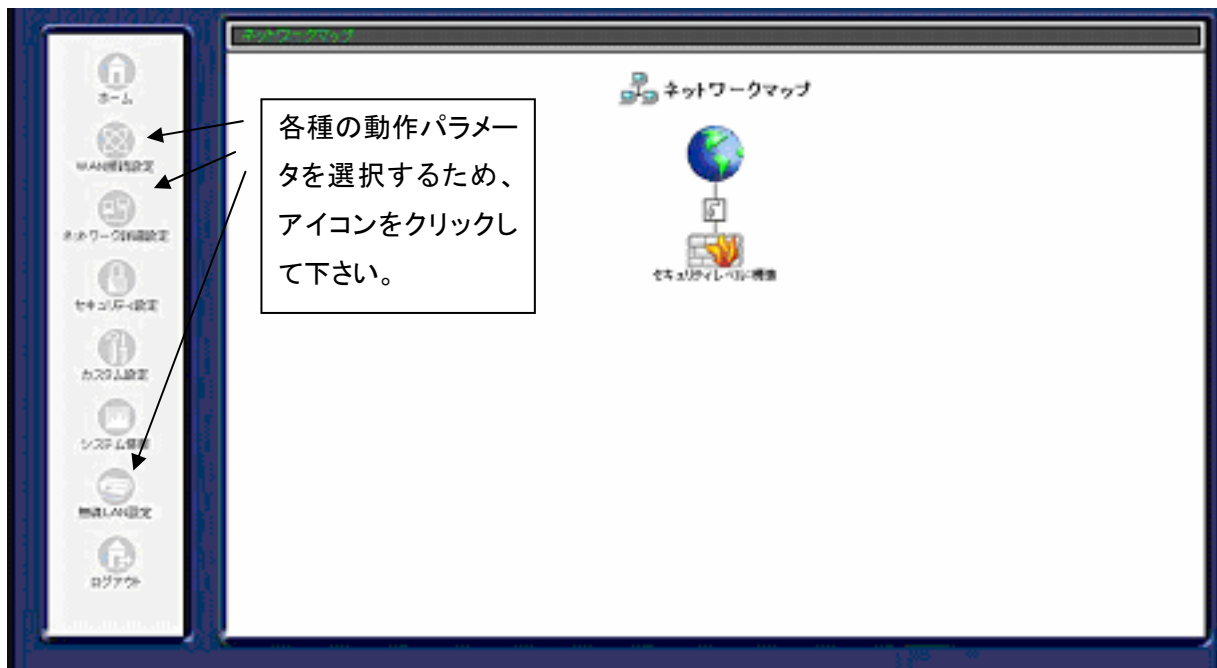 ネットワークマップ
ホーム
WAN接続設定
ネットワーク詳細設定
セキュリティ設定
カスタム設定
システム情報
無線LAN設定
ログアウト
各種の動作パラメー
タを選択するため、
アイコンをクリックし
て下さい。
ネットワークマップ
セキュリティレベル:標準